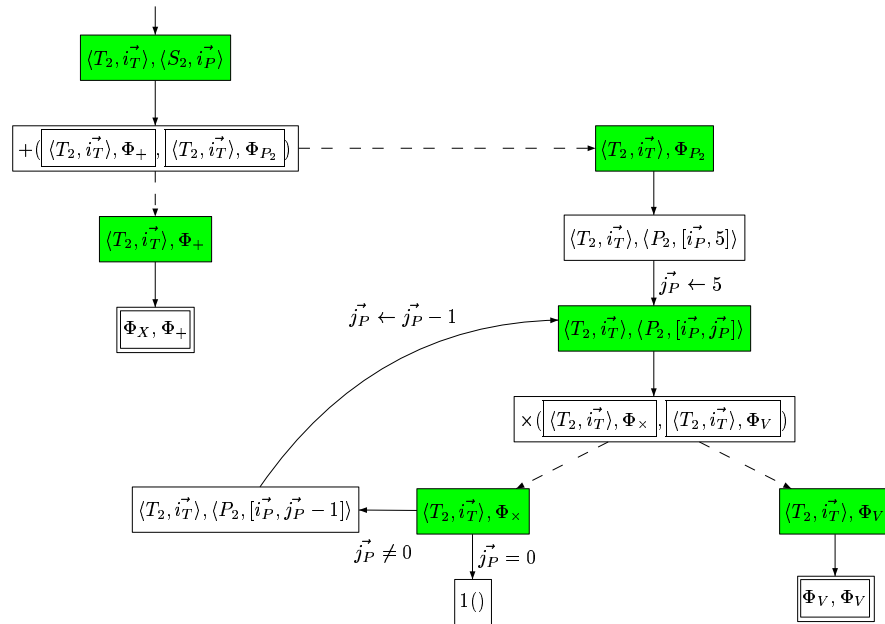 ⟨T₂, i⃗_T⟩, ⟨S₂, i⃗_P⟩
+( ⟨T₂, i⃗_T⟩, Φ₊ , ⟨T₂, i⃗_T⟩, Φ_{P₂} )
⟨T₂, i⃗_T⟩, Φ_{P₂}
⟨T₂, i⃗_T⟩, Φ₊
⟨T₂, i⃗_T⟩, ⟨P₂, [i⃗_P, 5]⟩
j⃗_P ← 5
Φ_X, Φ₊
j⃗_P ← j⃗_P − 1
⟨T₂, i⃗_T⟩, ⟨P₂, [i⃗_P, j⃗_P]⟩
×( ⟨T₂, i⃗_T⟩, Φ_× , ⟨T₂, i⃗_T⟩, Φ_V )
⟨T₂, i⃗_T⟩, ⟨P₂, [i⃗_P, j⃗_P − 1]⟩
⟨T₂, i⃗_T⟩, Φ_×
⟨T₂, i⃗_T⟩, Φ_V
j⃗_P ≠ 0
j⃗_P = 0
1()
Φ_V, Φ_V